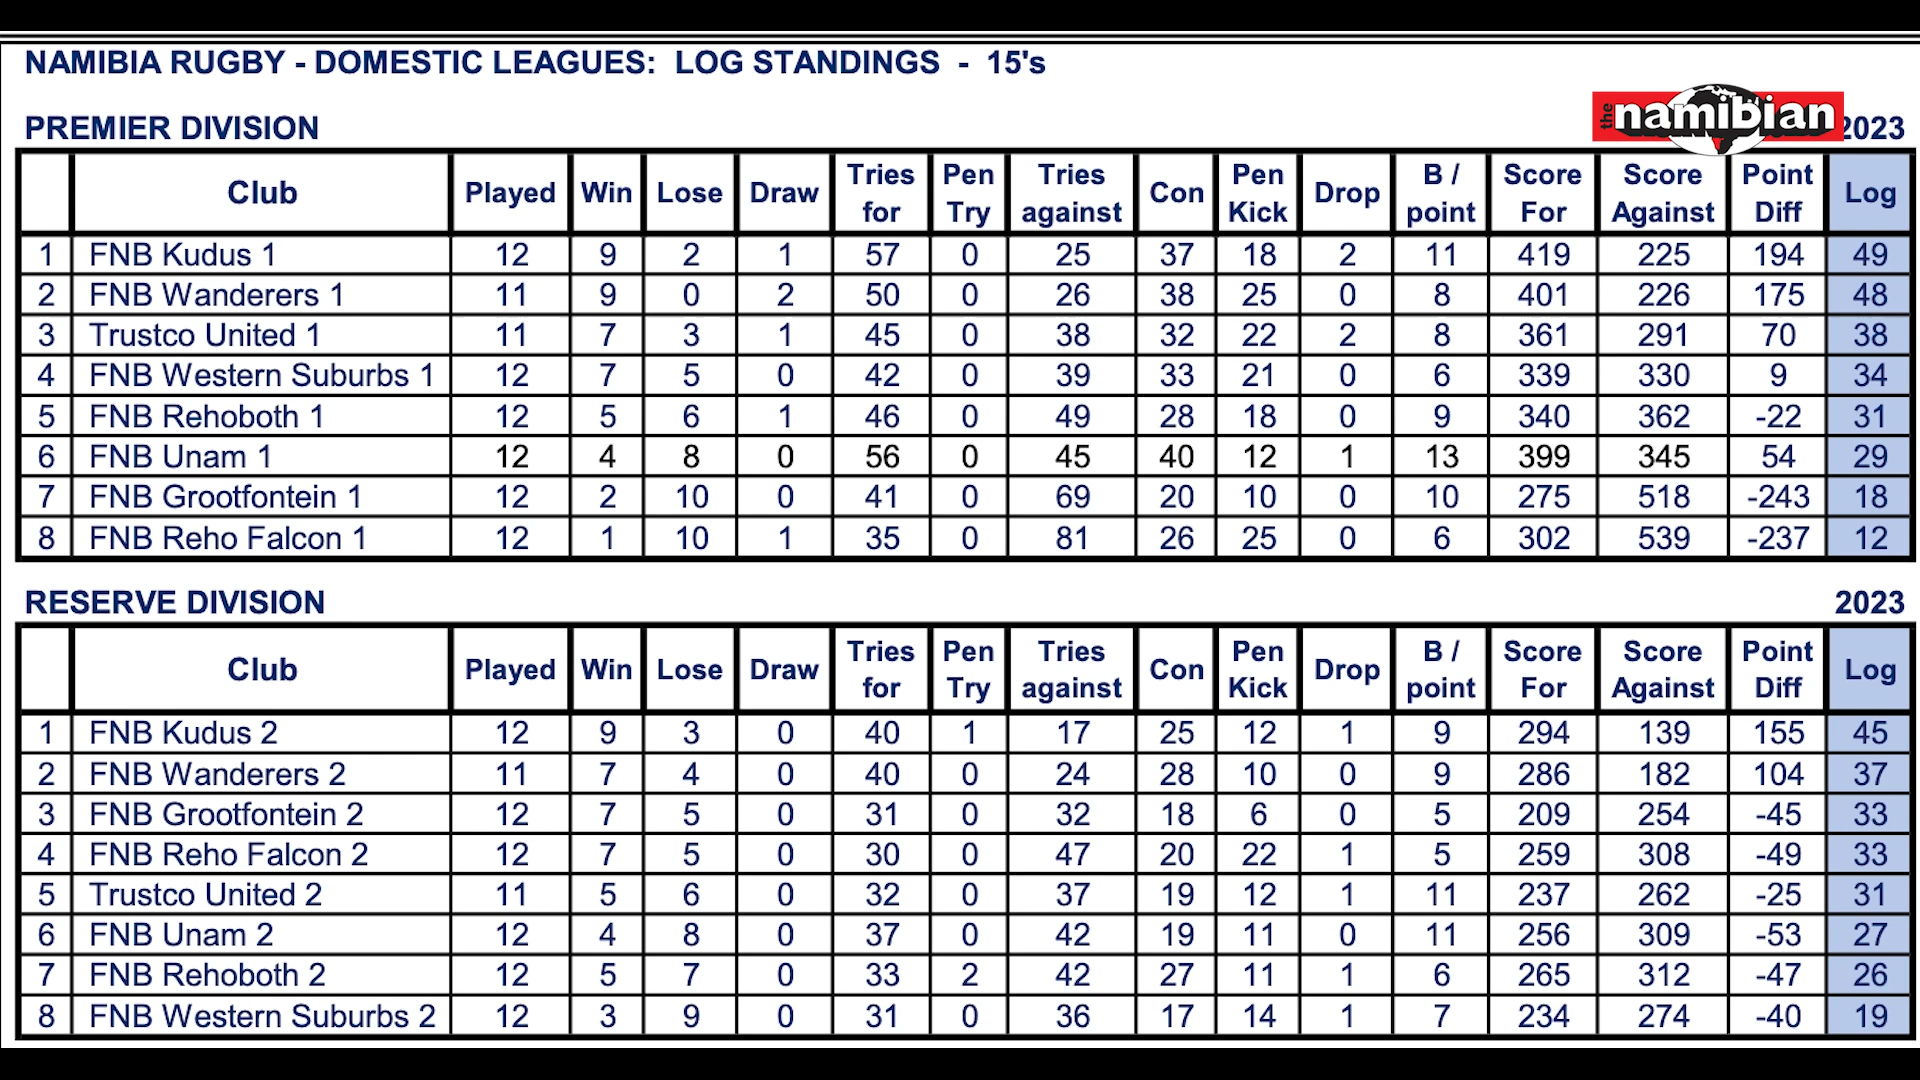 NAMIBIA RUGBY - DOMESTIC LEAGUES: LOG STANDINGS - 15's
the namibian
PREMIER DIVISION 2023
Club Played Win Lose Draw Tries for Pen Try Tries against Con Pen Kick Drop B / point Score For Score Against Point Diff Log
1 FNB Kudus 1 12 9 2 1 57 0 25 37 18 2 11 419 225 194 49
2 FNB Wanderers 1 11 9 0 2 50 0 26 38 25 0 8 401 226 175 48
3 Trustco United 1 11 7 3 1 45 0 38 32 22 2 8 361 291 70 38
4 FNB Western Suburbs 1 12 7 5 0 42 0 39 33 21 0 6 339 330 9 34
5 FNB Rehoboth 1 12 5 6 1 46 0 49 28 18 0 9 340 362 -22 31
6 FNB Unam 1 12 4 8 0 56 0 45 40 12 1 13 399 345 54 29
7 FNB Grootfontein 1 12 2 10 0 41 0 69 20 10 0 10 275 518 -243 18
8 FNB Reho Falcon 1 12 1 10 1 35 0 81 26 25 0 6 302 539 -237 12
RESERVE DIVISION 2023
Club Played Win Lose Draw Tries for Pen Try Tries against Con Pen Kick Drop B / point Score For Score Against Point Diff Log
1 FNB Kudus 2 12 9 3 0 40 1 17 25 12 1 9 294 139 155 45
2 FNB Wanderers 2 11 7 4 0 40 0 24 28 10 0 9 286 182 104 37
3 FNB Grootfontein 2 12 7 5 0 31 0 32 18 6 0 5 209 254 -45 33
4 FNB Reho Falcon 2 12 7 5 0 30 0 47 20 22 1 5 259 308 -49 33
5 Trustco United 2 11 5 6 0 32 0 37 19 12 1 11 237 262 -25 31
6 FNB Unam 2 12 4 8 0 37 0 42 19 11 0 11 256 309 -53 27
7 FNB Rehoboth 2 12 5 7 0 33 2 42 27 11 1 6 265 312 -47 26
8 FNB Western Suburbs 2 12 3 9 0 31 0 36 17 14 1 7 234 274 -40 19